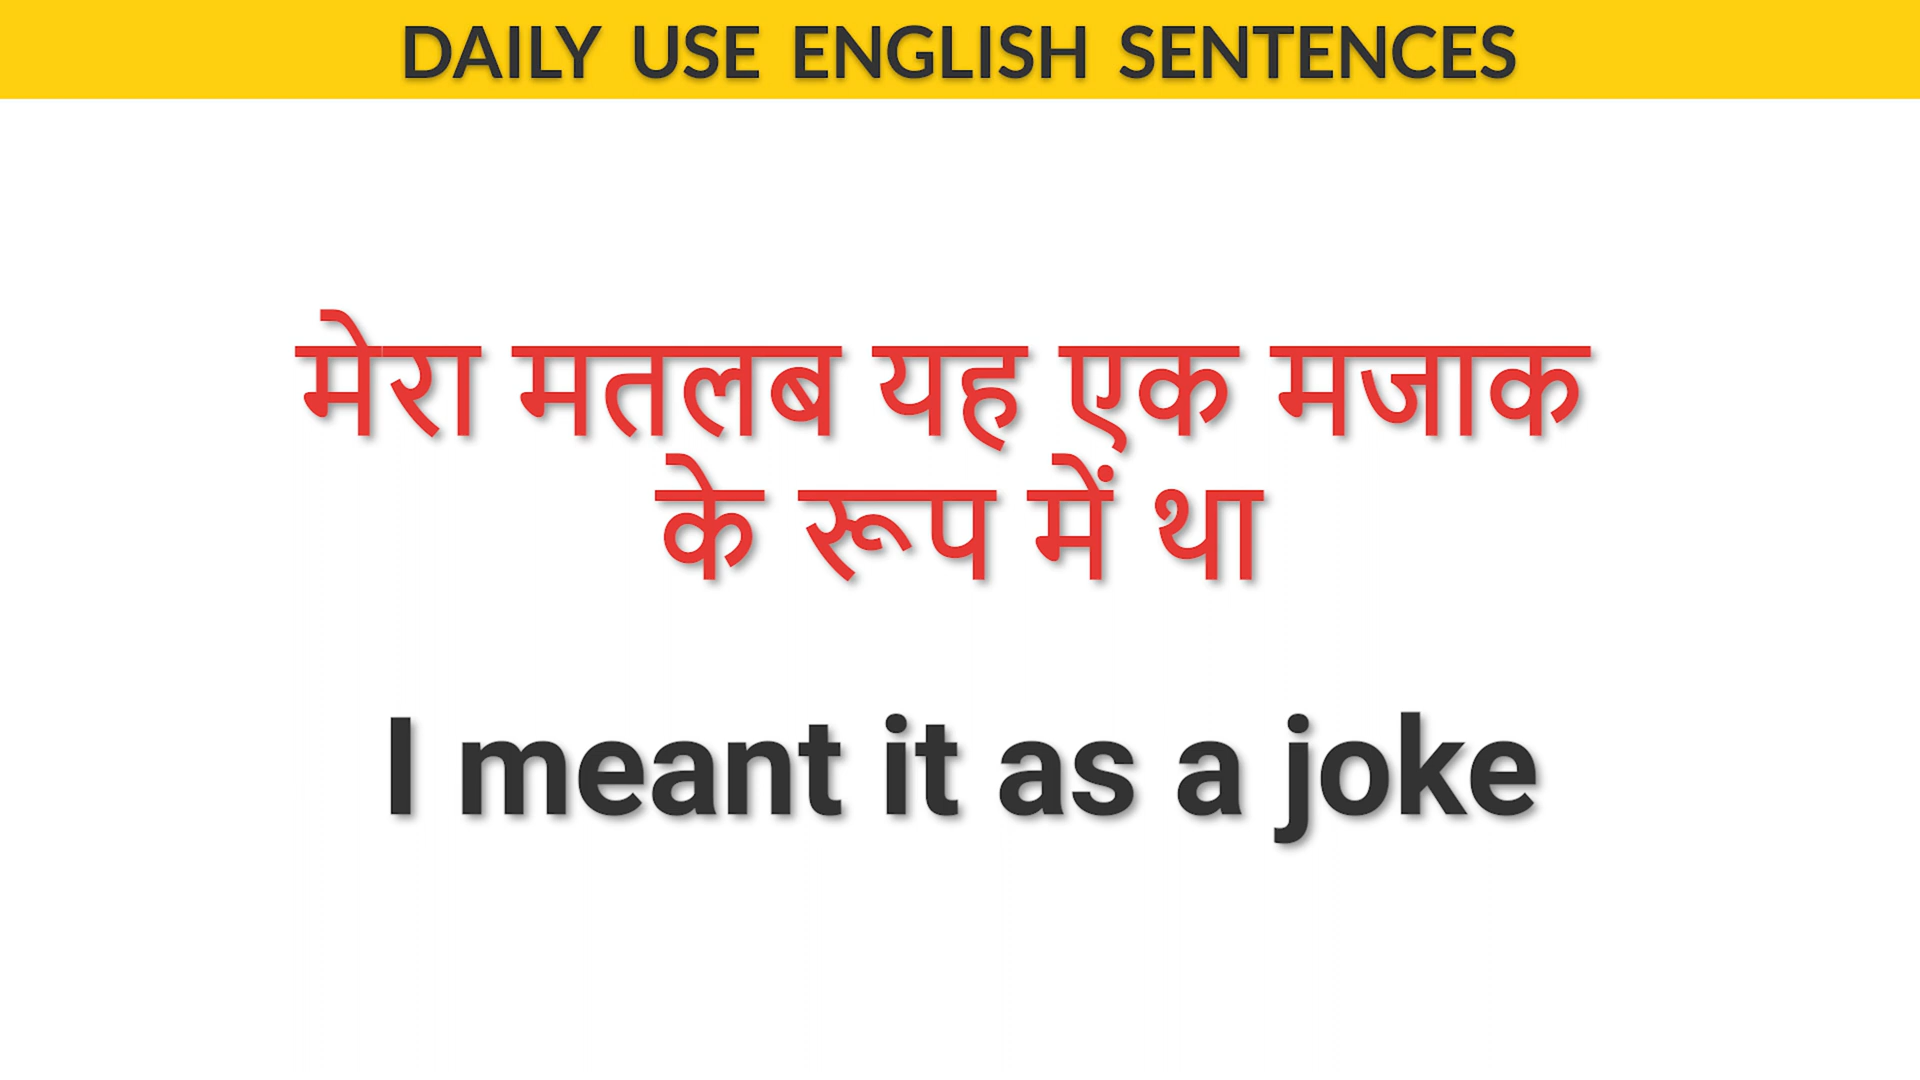 DAILY USE ENGLISH SENTENCES
मेरा मतलब यह एक मजाक
के रूप में था
I meant it as a joke